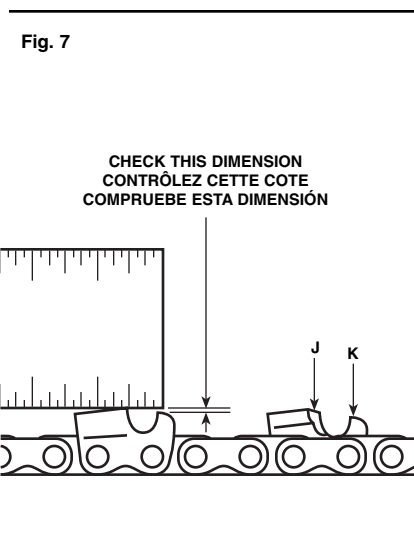 Fig. 7
CHECK THIS DIMENSION
CONTRÔLEZ CETTE COTE
COMPRUEBE ESTA DIMENSIÓN
J
K